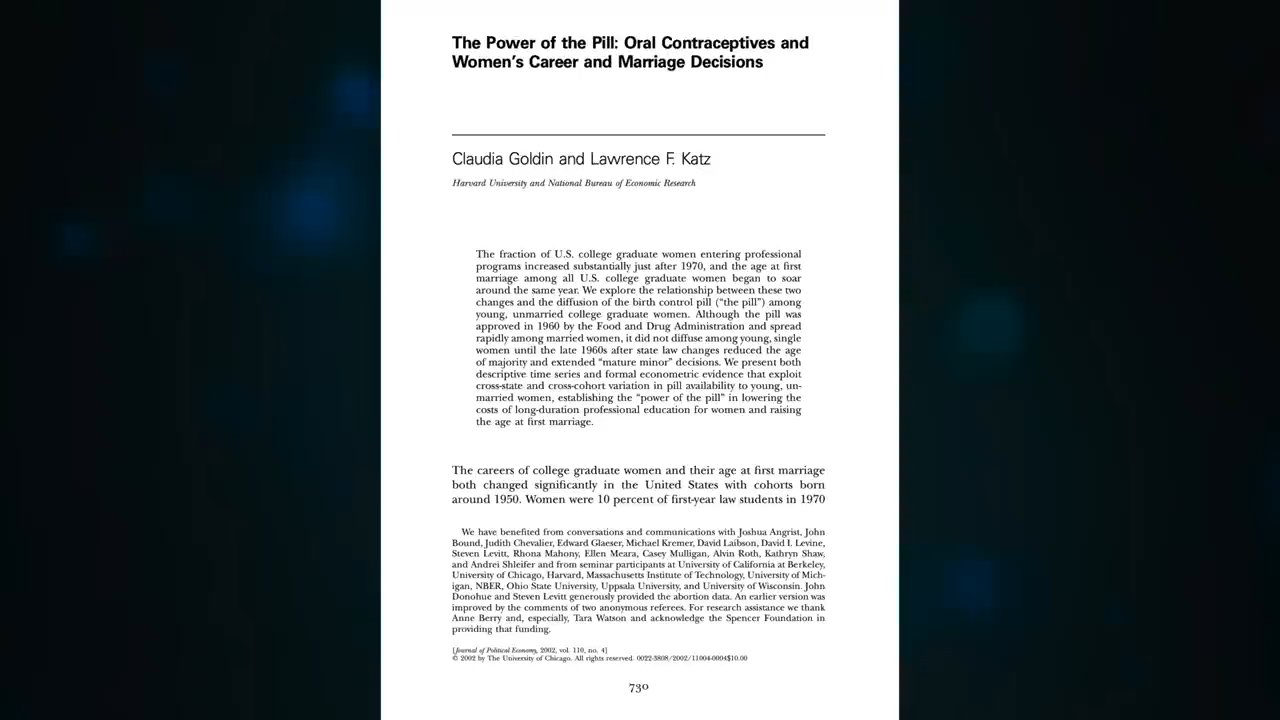 The Power of the Pill: Oral Contraceptives and
Women's Career and Marriage Decisions
Claudia Goldin and Lawrence F. Katz
Harvard University and National Bureau of Economic Research
The fraction of U.S. college graduate women entering professional
programs increased substantially just after 1970, and the age at first
marriage among all U.S. college graduate women began to soar
around the same year. We explore the relationship between these two
changes and the diffusion of the birth control pill (“the pill”) among
young, unmarried college graduate women. Although the pill was
approved in 1960 by the Food and Drug Administration and spread
rapidly among married women, it did not diffuse among young, single
women until the late 1960s after state law changes reduced the age
of majority and extended “mature minor” decisions. We present both
descriptive time series and formal econometric evidence that exploit
cross-state and cross-cohort variation in pill availability to young, un-
married women, establishing the “power of the pill” in lowering the
costs of long-duration professional education for women and raising
the age at first marriage.
The careers of college graduate women and their age at first marriage
both changed significantly in the United States with cohorts born
around 1950. Women were 10 percent of first-year law students in 1970
We have benefited from conversations and communications with Joshua Angrist, John
Bound, Judith Chevalier, Edward Glaeser, Michael Kremer, David Laibson, David I. Levine,
Steven Levitt, Rhona Mahony, Ellen Meara, Casey Mulligan, Alvin Roth, Kathryn Shaw,
and Andrei Shleifer and from seminar participants at University of California at Berkeley,
University of Chicago, Harvard, Massachusetts Institute of Technology, University of Mich-
igan, NBER, Ohio State University, Uppsala University, and University of Wisconsin. John
Donohue and Steven Levitt generously provided the abortion data. An earlier version was
improved by the comments of two anonymous referees. For research assistance we thank
Anne Berry and, especially, Tara Watson and acknowledge the Spencer Foundation in
providing that funding.
[Journal of Political Economy, 2002, vol. 110, no. 4]
© 2002 by The University of Chicago. All rights reserved. 0022-3808/2002/11004-0004$10.00
730